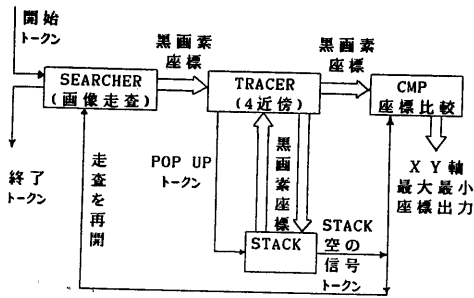 開始
トークン
SEARCHER
(画像走査)
黒画素
座標
TRACER
(4近傍)
黒画素
座標
CMP
座標比較
終了
トークン
走査を再開
POP UP
トークン
黒画素座標
STACK
STACK
空の
信号
トークン
XY軸
最大最小
座標出力